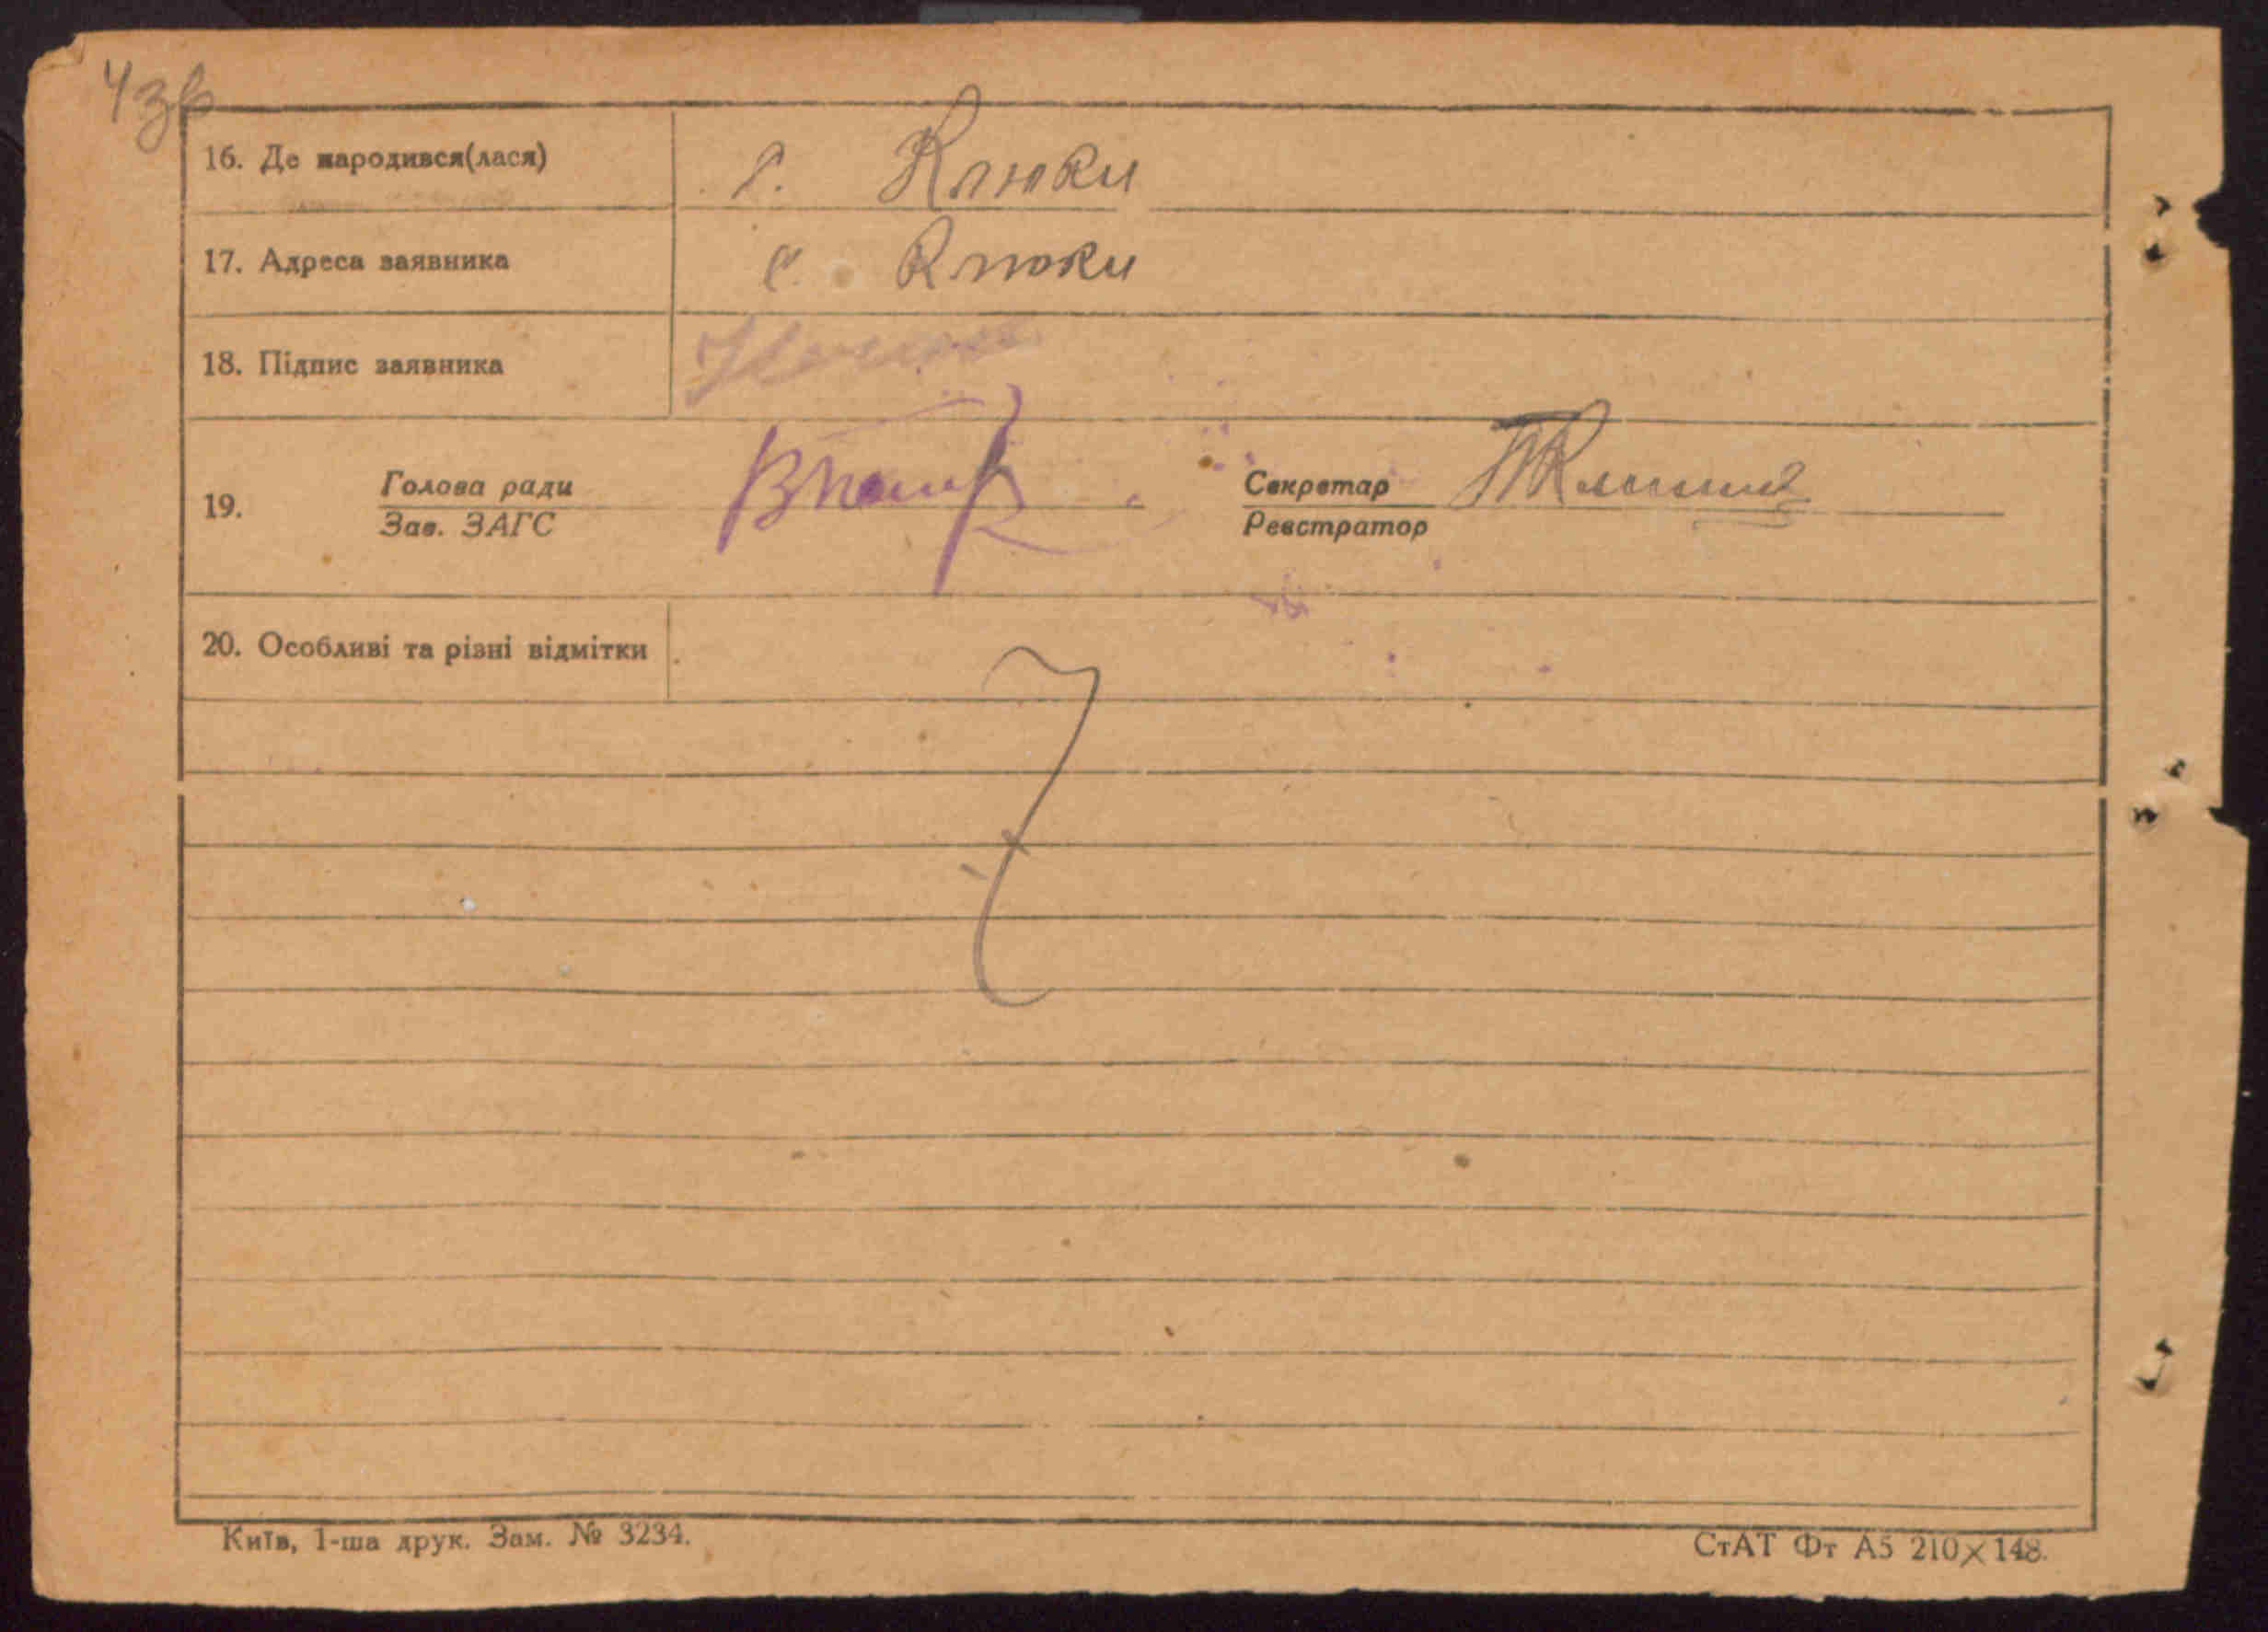 43в
16. Де народився(лася) с. Клюки
17. Адреса заявника с. Клюки
18. Підпис заявника
19. Голова ради Секретар
Зав. ЗАГС Реєстратор
20. Особливі та різні відмітки
Київ, 1-ша друк. Зам. № 3234. СтАТ Фт А5 210×148.